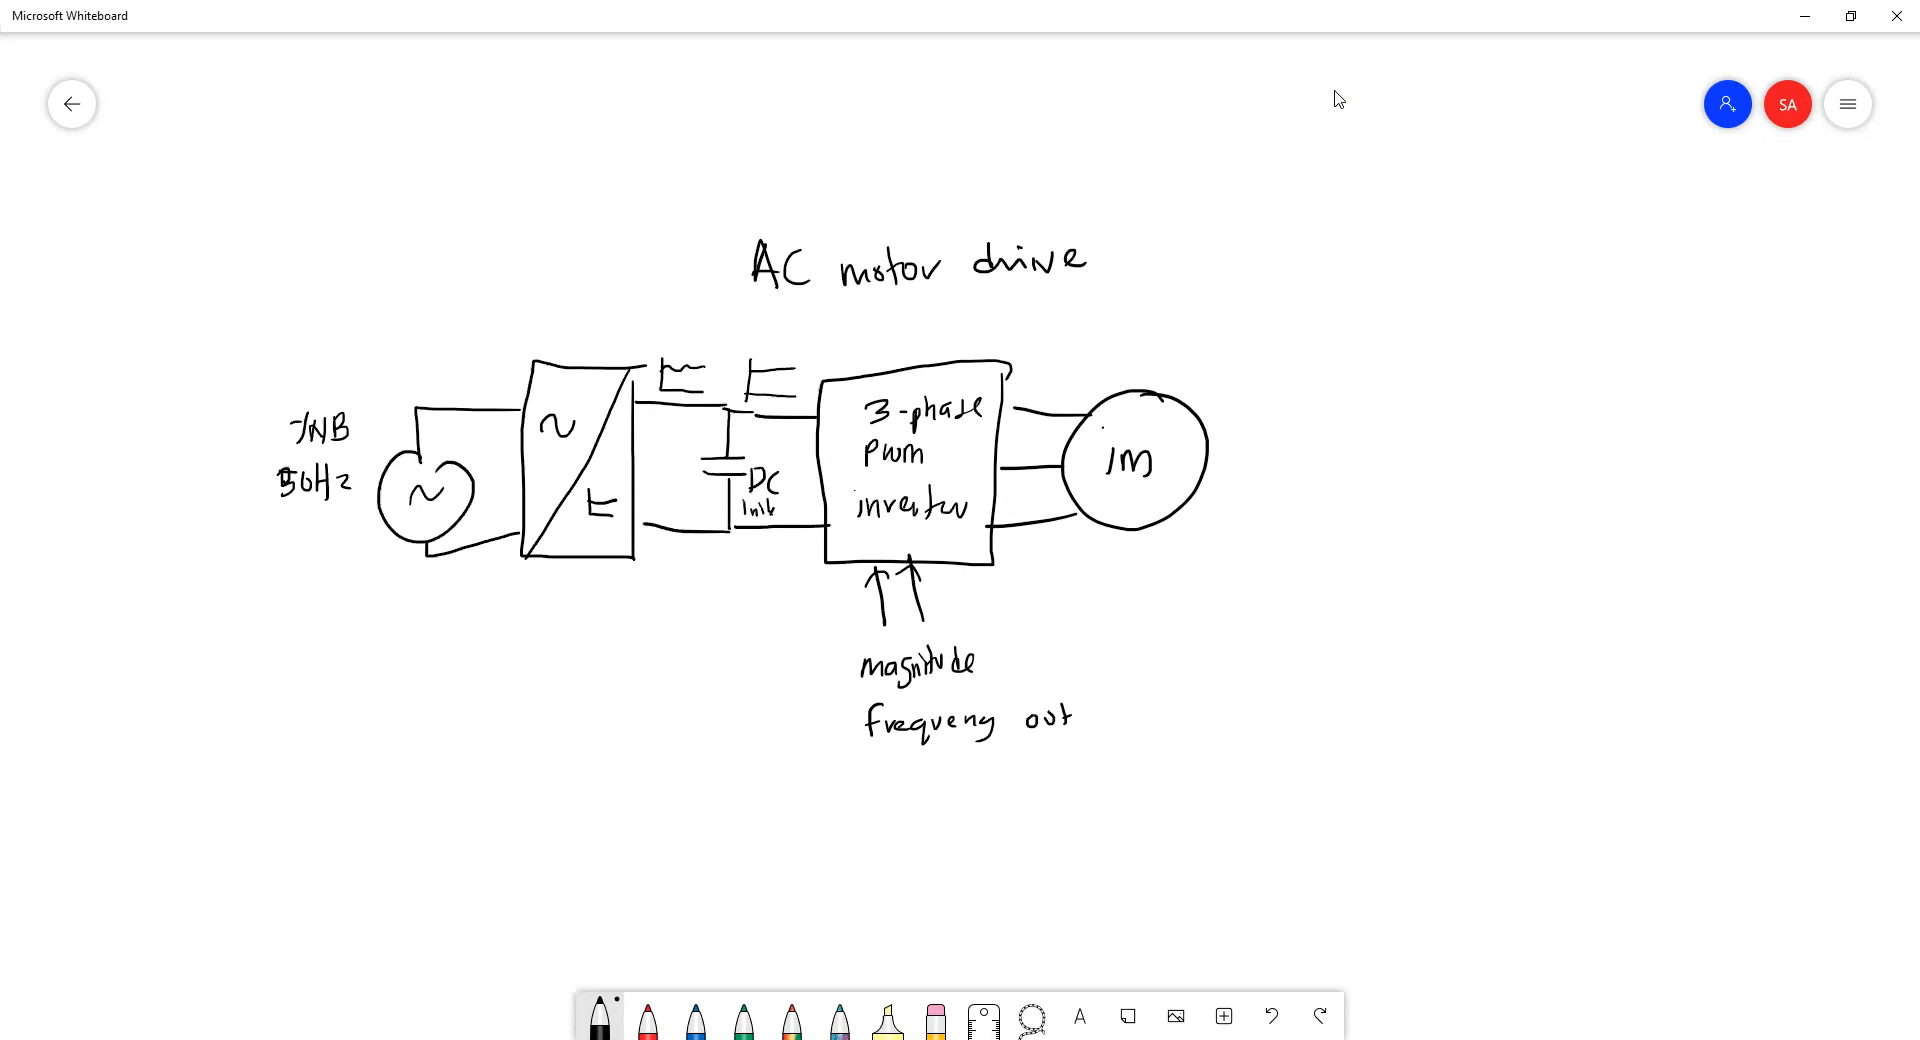 Microsoft Whiteboard
SA
AC motor drive
TNB
50Hz
~
~
DC
link
3-phase
PWM
inverter
IM
magnitude
frequency out
A